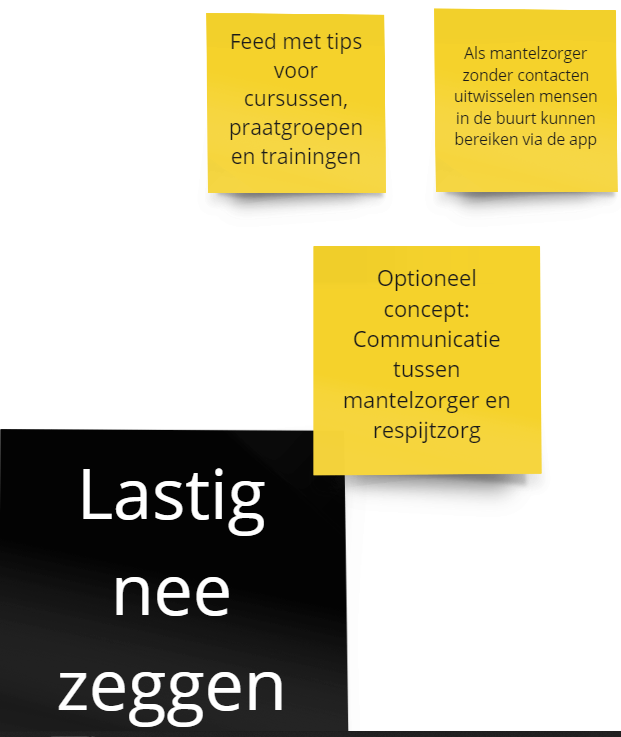 Feed met tips
voor
cursussen,
praatgroepen
en trainingen
Als mantelzorger
zonder contacten
uitwisselen mensen
in de buurt kunnen
bereiken via de app
Optioneel
concept:
Communicatie
tussen
mantelzorger en
respijtzorg
Lastig
nee
zeggen